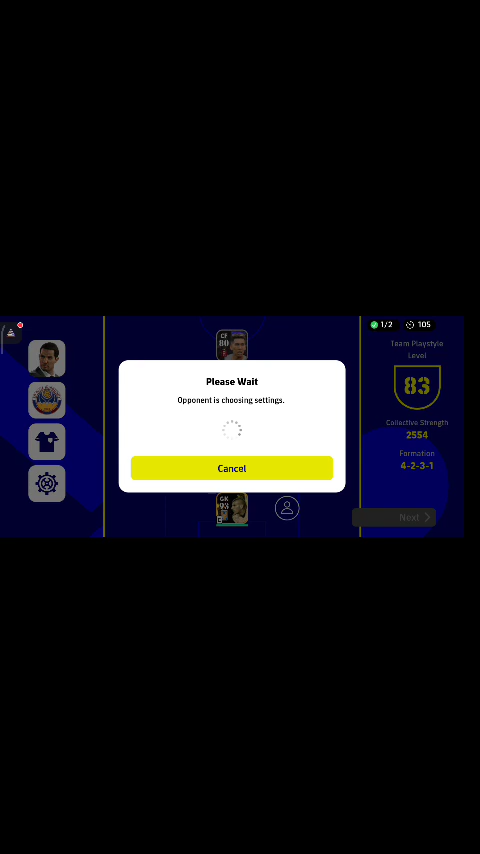 1/2
105
CF
80
Team Playstyle
Level
83
Please Wait
Opponent is choosing settings.
Collective Strength
2554
Formation
4-2-3-1
Cancel
GK
93
Next